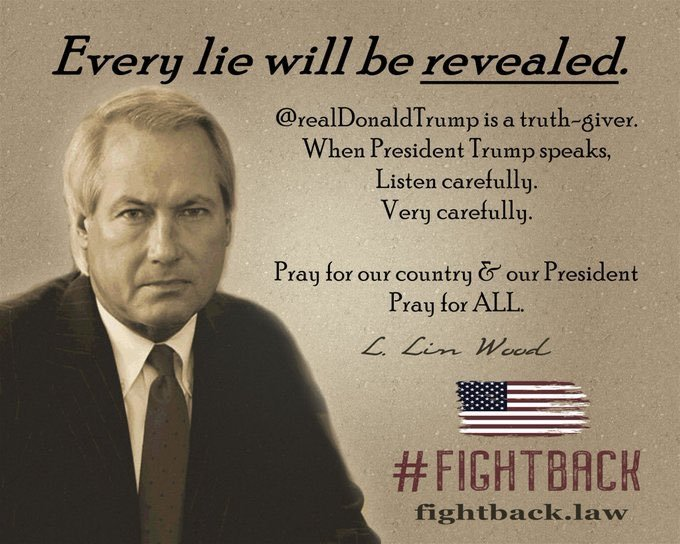 Every lie will be revealed.
@realDonaldTrump is a truth-giver.
When President Trump speaks,
Listen carefully.
Very carefully.
Pray for our country & our President
Pray for ALL.
L. Lin Wood
#FIGHTBACK
fightback.law